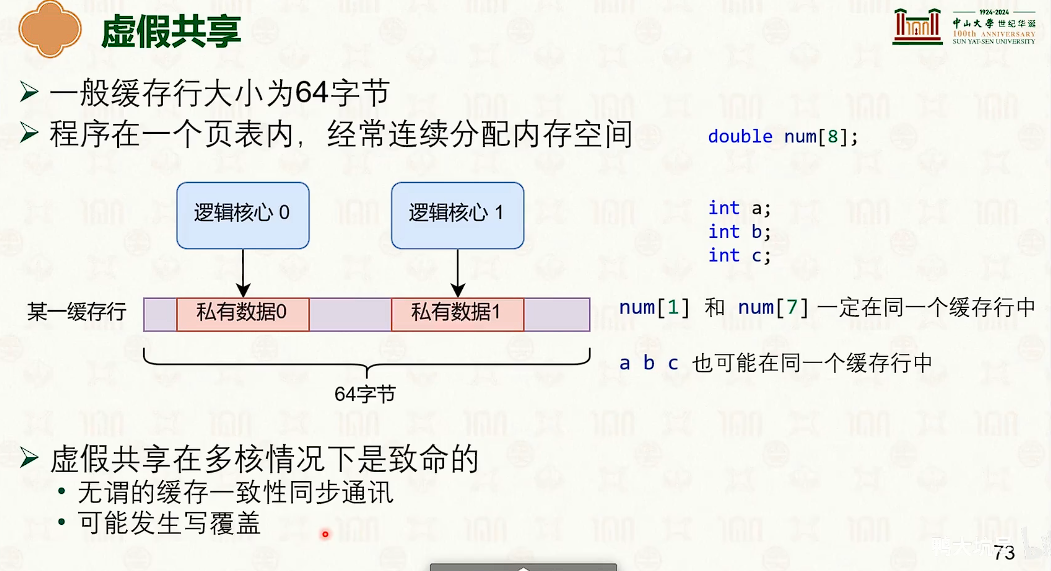 虚假共享
1924-2024
中山大學 世纪华诞
100th ANNIVERSARY
SUN YAT-SEN UNIVERSITY
一般缓存行大小为64字节
程序在一个页表内，经常连续分配内存空间
double num[8];
逻辑核心 0
逻辑核心 1
int a;
int b;
int c;
某一缓存行
私有数据0
私有数据1
num[1] 和 num[7] 一定在同一个缓存行中
64字节
a b c 也可能在同一个缓存行中
虚假共享在多核情况下是致命的
无谓的缓存一致性同步通讯
可能发生写覆盖
73